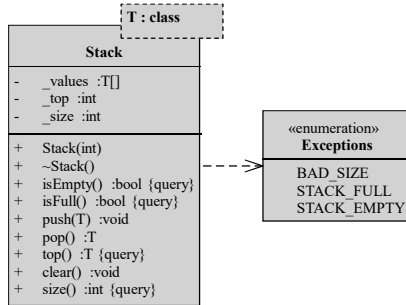 T : class
Stack
- _values :T[]
- _top :int
- _size :int
+ Stack(int)
+ ~Stack()
+ isEmpty() :bool {query}
+ isFull() :bool {query}
+ push(T) :void
+ pop() :T
+ top() :T {query}
+ clear() :void
+ size() :int {query}
«enumeration»
Exceptions
BAD_SIZE
STACK_FULL
STACK_EMPTY